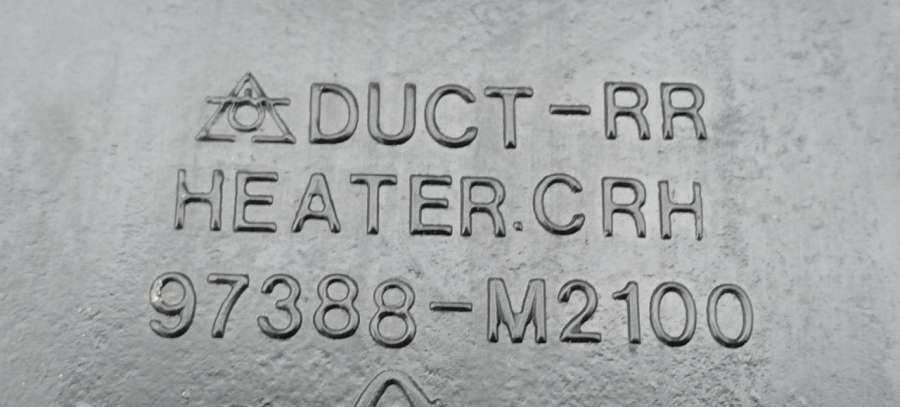 DUCT-RR
HEATER.CRH
97388-M2100